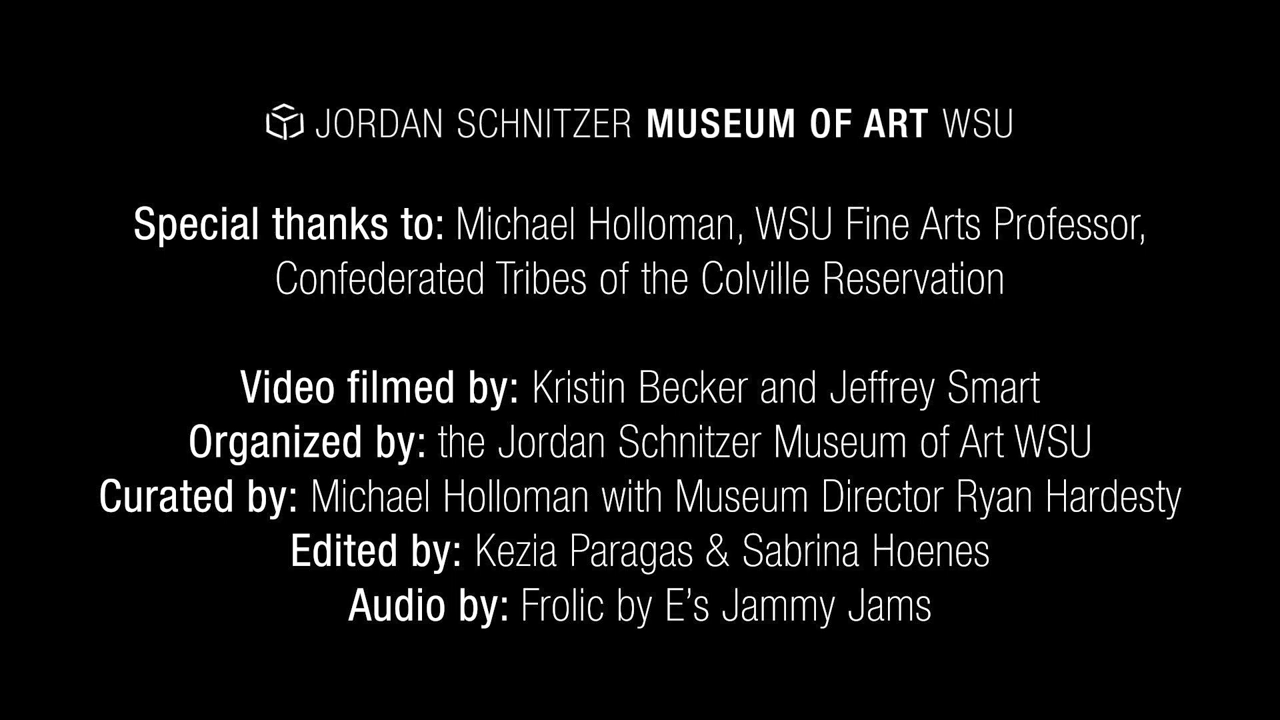 JORDAN SCHNITZER MUSEUM OF ART WSU
Special thanks to: Michael Holloman, WSU Fine Arts Professor,
Confederated Tribes of the Colville Reservation
Video filmed by: Kristin Becker and Jeffrey Smart
Organized by: the Jordan Schnitzer Museum of Art WSU
Curated by: Michael Holloman with Museum Director Ryan Hardesty
Edited by: Kezia Paragas & Sabrina Hoenes
Audio by: Frolic by E’s Jammy Jams